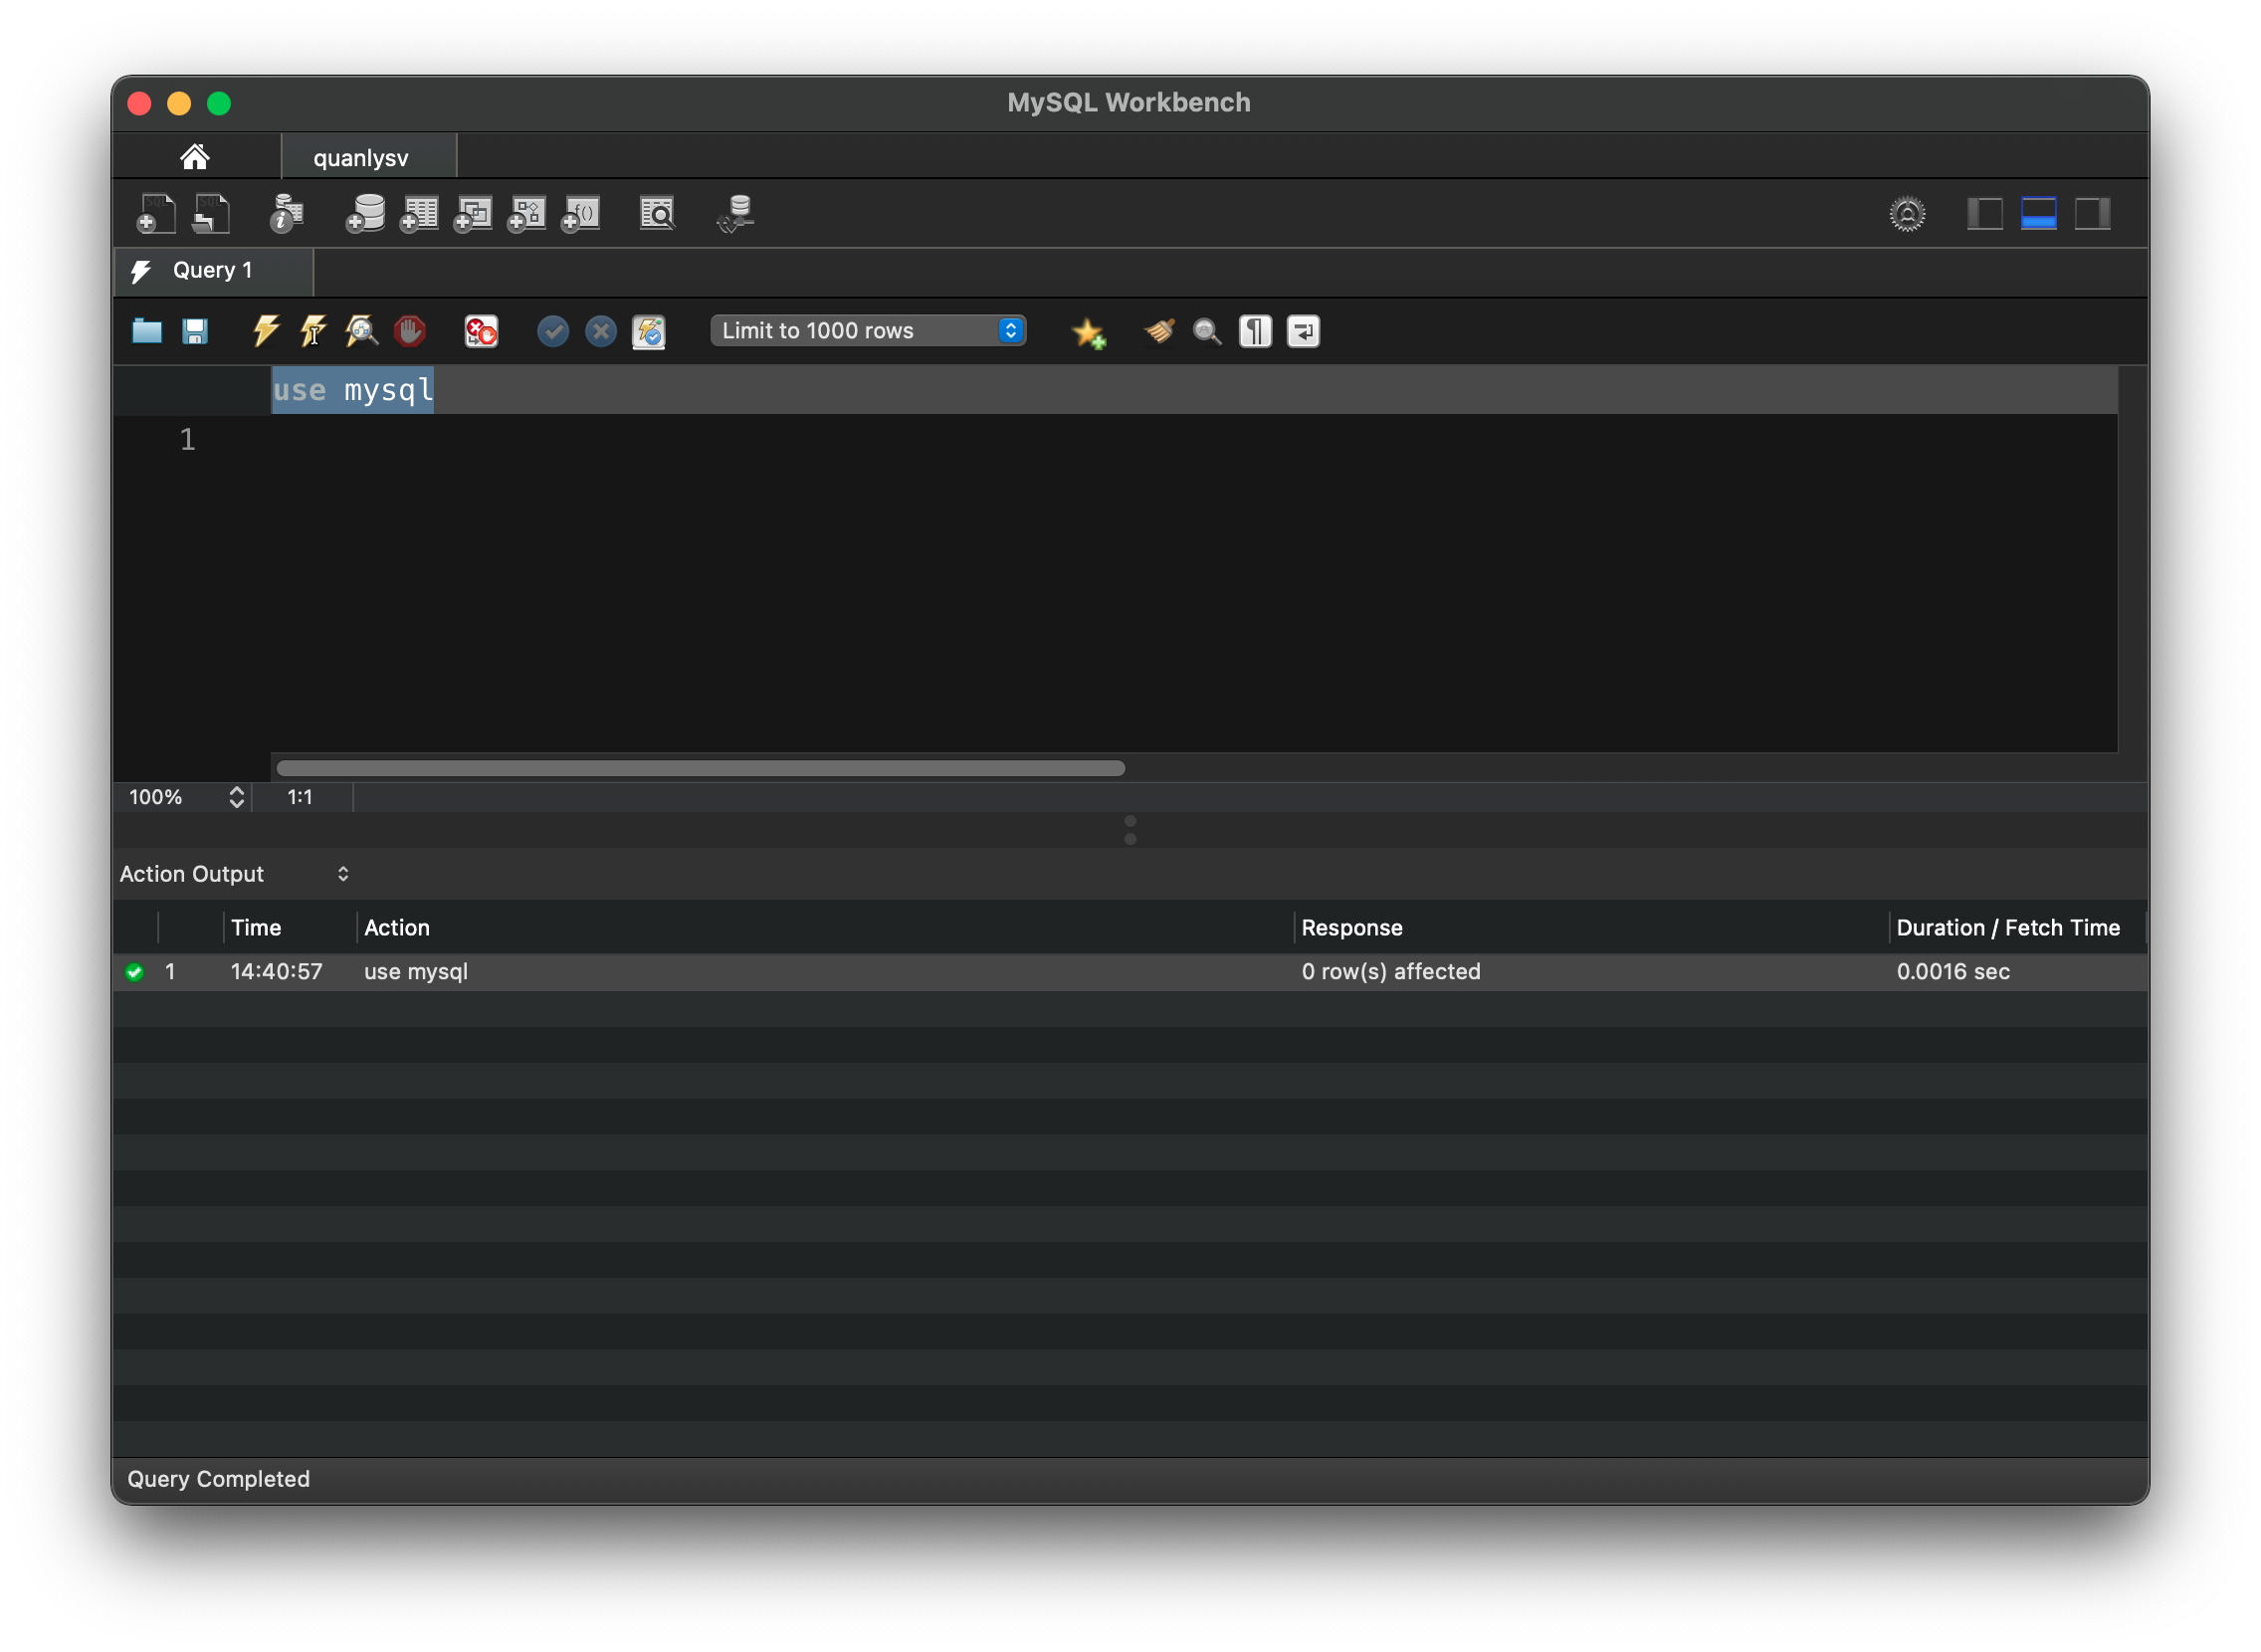 MySQL Workbench
quanlysv
Query 1
Limit to 1000 rows
use mysql
1
100% 1:1
Action Output
Time Action Response Duration / Fetch Time
1 14:40:57 use mysql 0 row(s) affected 0.0016 sec
Query Completed